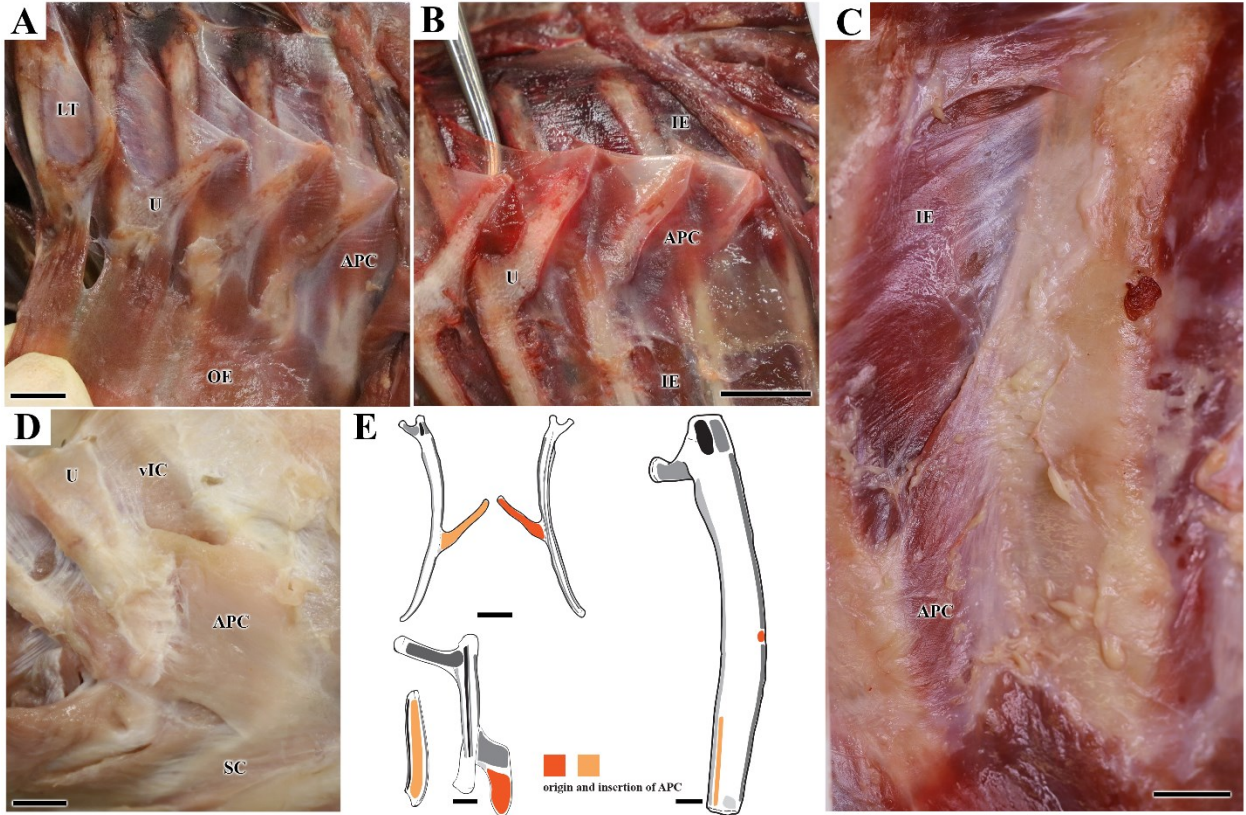 A
LT
U
APC
OE
B
IE
APC
U
IE
C
IE
APC
D
U
vIC
APC
SC
E
origin and insertion of APC